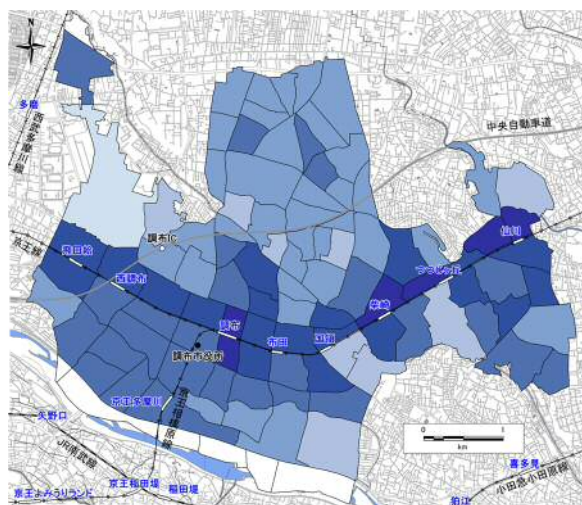 N
多磨
西武多摩川線
中央自動車道
京王線
飛田給
調布IC
仙川
西調布
つつじヶ丘
柴崎
調布
布田
国領
調布市役所
京王多摩川
京王相模原線
矢野口
JR南武線
0 1
km
京王よみうりランド
京王稲田堤
稲田堤
喜多見
狛江
小田急小田原線